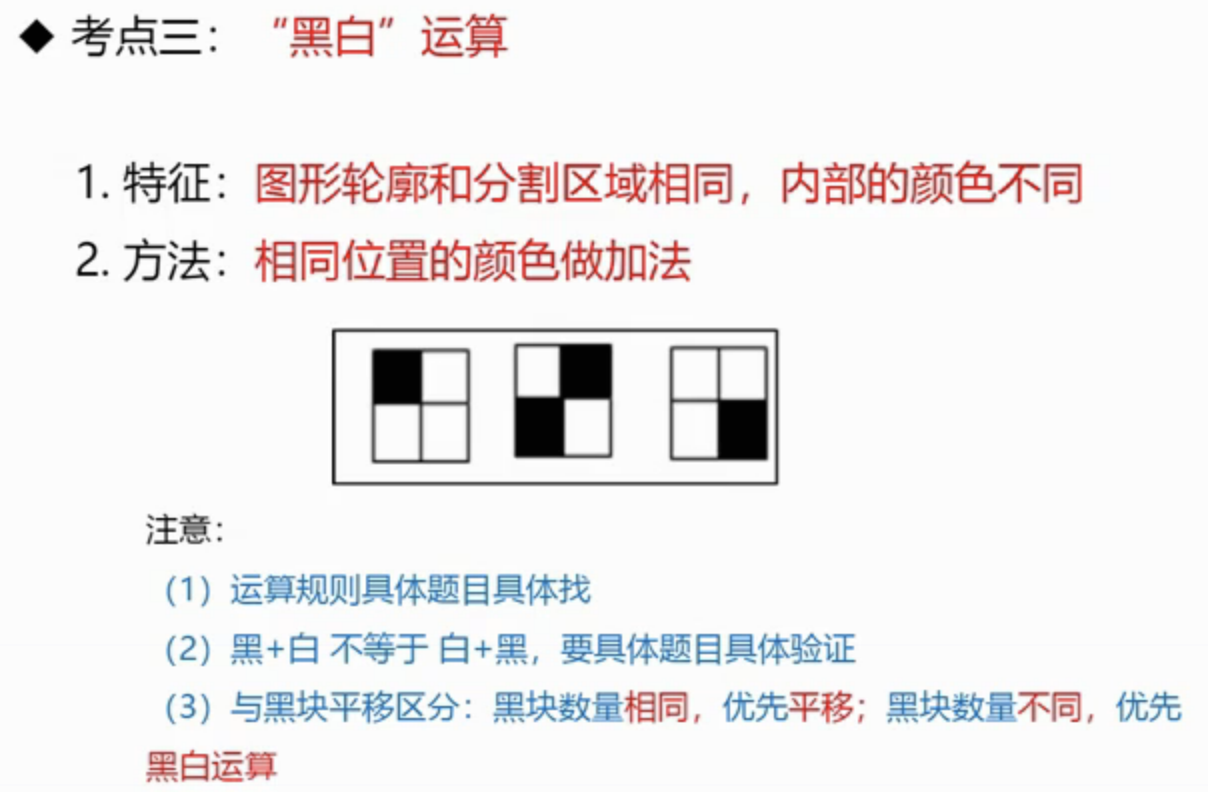 ◆ 考点三：“黑白”运算
1. 特征：图形轮廓和分割区域相同，内部的颜色不同
2. 方法：相同位置的颜色做加法
注意：
（1）运算规则具体题目具体找
（2）黑+白 不等于 白+黑，要具体题目具体验证
（3）与黑块平移区分：黑块数量相同，优先平移；黑块数量不同，优先
黑白运算